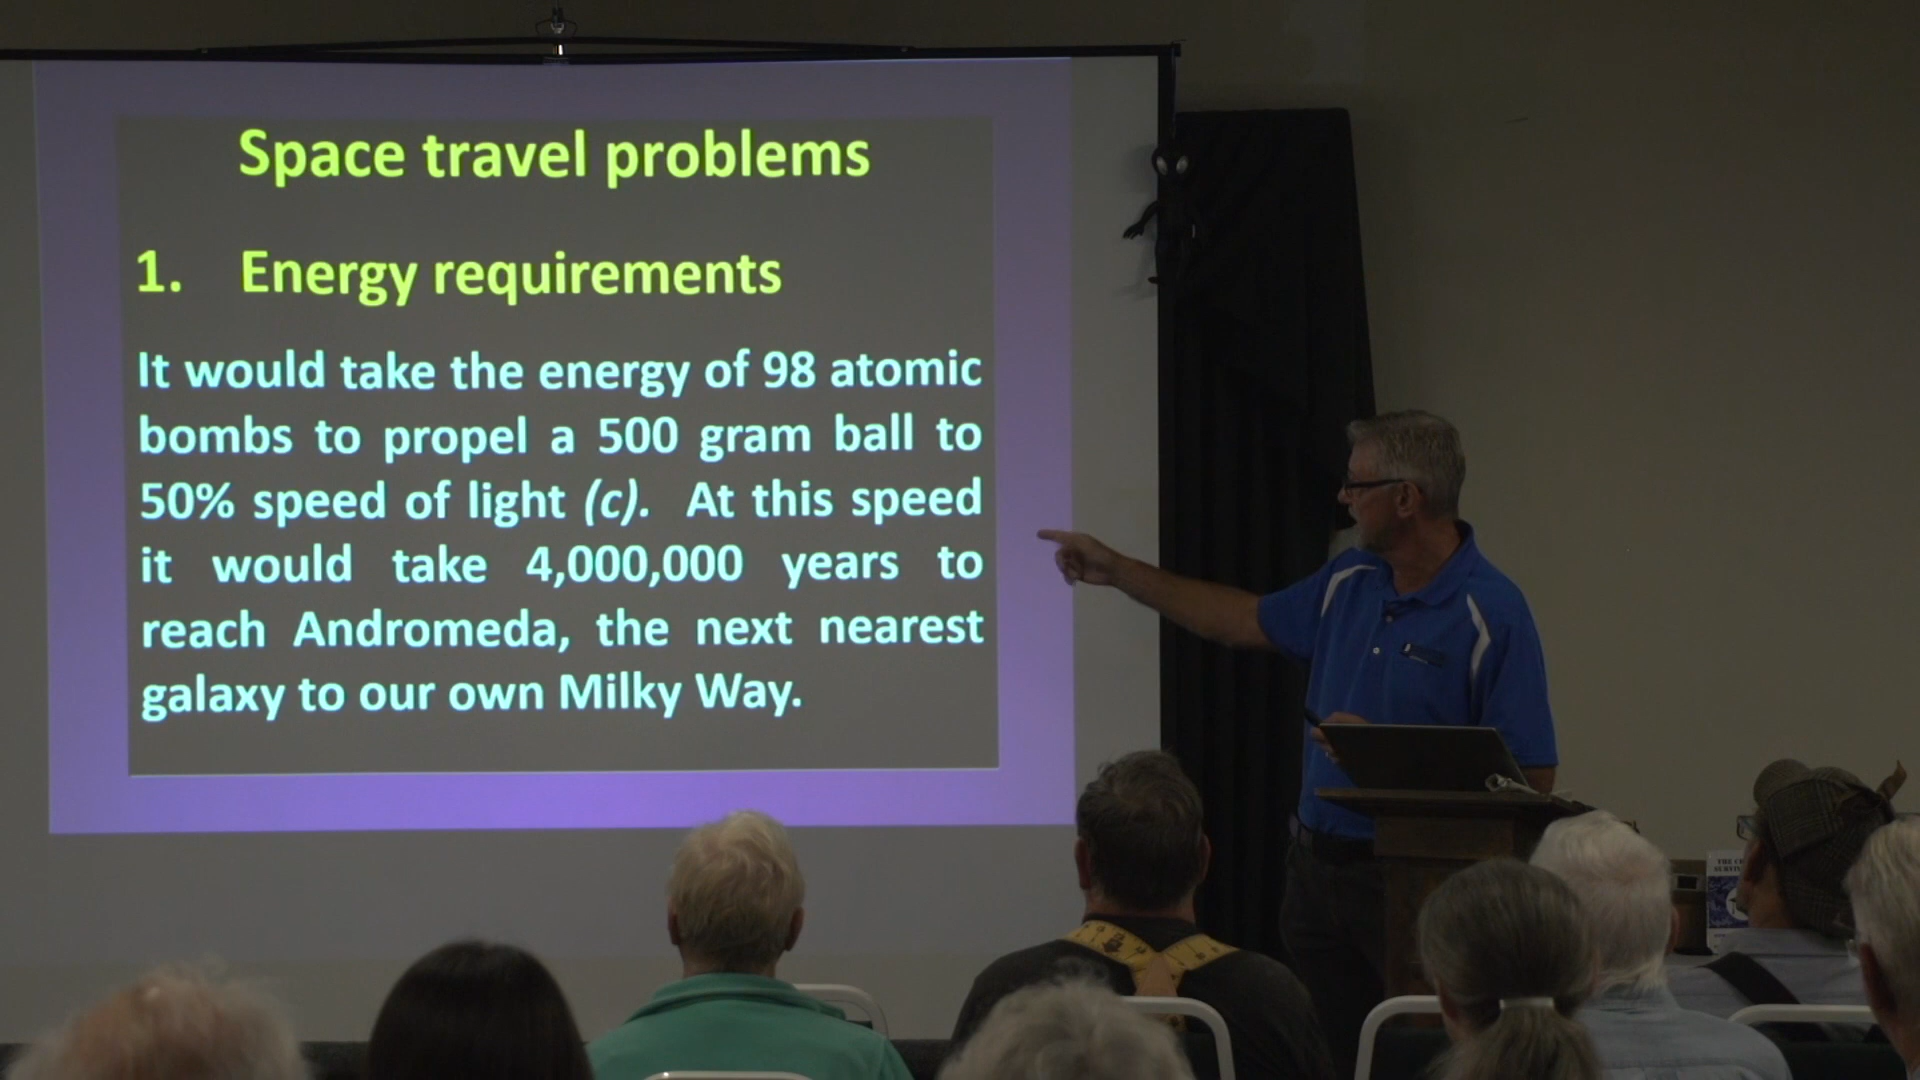 Space travel problems
1. Energy requirements
It would take the energy of 98 atomic
bombs to propel a 500 gram ball to
50% speed of light (c). At this speed
it would take 4,000,000 years to
reach Andromeda, the next nearest
galaxy to our own Milky Way.